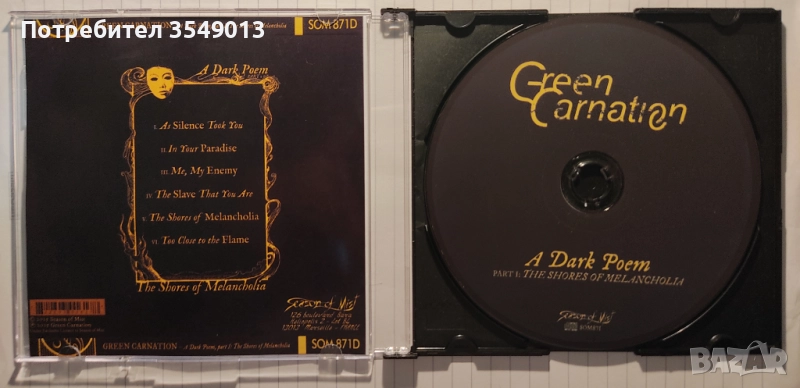 Потребител 3549013
GREEN CARNATION
SOM 871D
A Dark Poem
I. As Silence Took You
II In Your Paradise
III. Me, My Enemy
IV The Slave That You Are
V. The Shores of Melancholia
VI. Too Close to the Flame
The Shores of Melancholia
Season of Mist
GREEN CARNATION - A Dark Poem, part I: The Shores of Melancholia
SOM 871D
Green
Carnation
A Dark Poem
PART I: THE SHORES OF MELANCHOLIA
Season of Mist
BAZAR